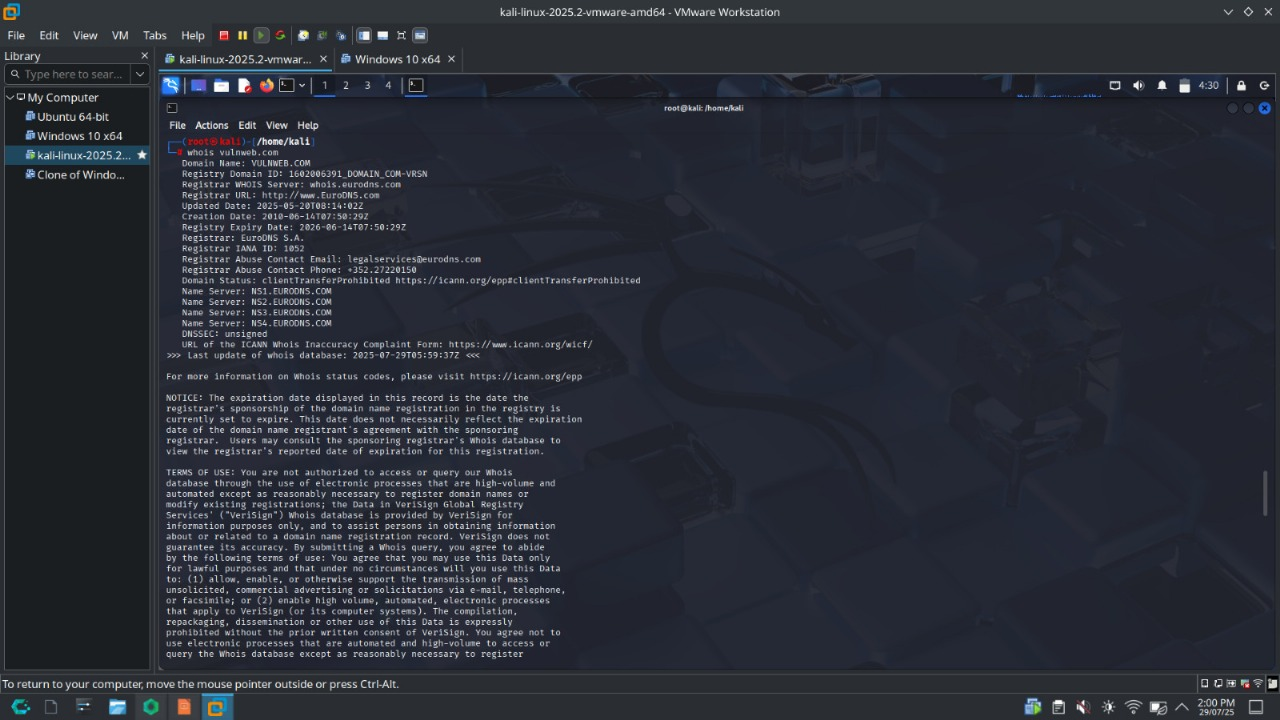 kali-linux-2025.2-vmware-amd64 - VMware Workstation
File Edit View VM Tabs Help
Library
Type here to sear...
kali-linux-2025.2-vmwar...
Windows 10 x64
My Computer
Ubuntu 64-bit
Windows 10 x64
kali-linux-2025.2...
Clone of Windo...
1 2 3 4
4:30
root@kali: /home/kali
File Actions Edit View Help
(root㉿kali)-[/home/kali]
# whois vulnweb.com
Domain Name: VULNWEB.COM
Registry Domain ID: 1602006391_DOMAIN_COM-VRSN
Registrar WHOIS Server: whois.eurodns.com
Registrar URL: http://www.EuroDNS.com
Updated Date: 2025-05-20T08:14:02Z
Creation Date: 2010-06-14T07:50:29Z
Registry Expiry Date: 2026-06-14T07:50:29Z
Registrar: EuroDNS S.A.
Registrar IANA ID: 1052
Registrar Abuse Contact Email: legalservices@eurodns.com
Registrar Abuse Contact Phone: +352.27220150
Domain Status: clientTransferProhibited https://icann.org/epp#clientTransferProhibited
Name Server: NS1.EURODNS.COM
Name Server: NS2.EURODNS.COM
Name Server: NS3.EURODNS.COM
Name Server: NS4.EURODNS.COM
DNSSEC: unsigned
URL of the ICANN Whois Inaccuracy Complaint Form: https://www.icann.org/wicf/
>>> Last update of whois database: 2025-07-29T05:59:37Z <<<
For more information on Whois status codes, please visit https://icann.org/epp
NOTICE: The expiration date displayed in this record is the date the
registrar's sponsorship of the domain name registration in the registry is
currently set to expire. This date does not necessarily reflect the expiration
date of the domain name registrant's agreement with the sponsoring
registrar. Users may consult the sponsoring registrar's Whois database to
view the registrar's reported date of expiration for this registration.
TERMS OF USE: You are not authorized to access or query our Whois
database through the use of electronic processes that are high-volume and
automated except as reasonably necessary to register domain names or
modify existing registrations; the Data in VeriSign Global Registry
Services' ("VeriSign") Whois database is provided by VeriSign for
information purposes only, and to assist persons in obtaining information
about or related to a domain name registration record. VeriSign does not
guarantee its accuracy. By submitting a Whois query, you agree to abide
by the following terms of use: You agree that you may use this Data only
for lawful purposes and that under no circumstances will you use this Data
to: (1) allow, enable, or otherwise support the transmission of mass
unsolicited, commercial advertising or solicitations via e-mail, telephone,
or facsimile; or (2) enable high volume, automated, electronic processes
that apply to VeriSign (or its computer systems). The compilation,
repackaging, dissemination or other use of this Data is expressly
prohibited without the prior written consent of VeriSign. You agree not to
use electronic processes that are automated and high-volume to access or
query the Whois database except as reasonably necessary to register
To return to your computer, move the mouse pointer outside or press Ctrl-Alt.
2:00 PM
29/07/25